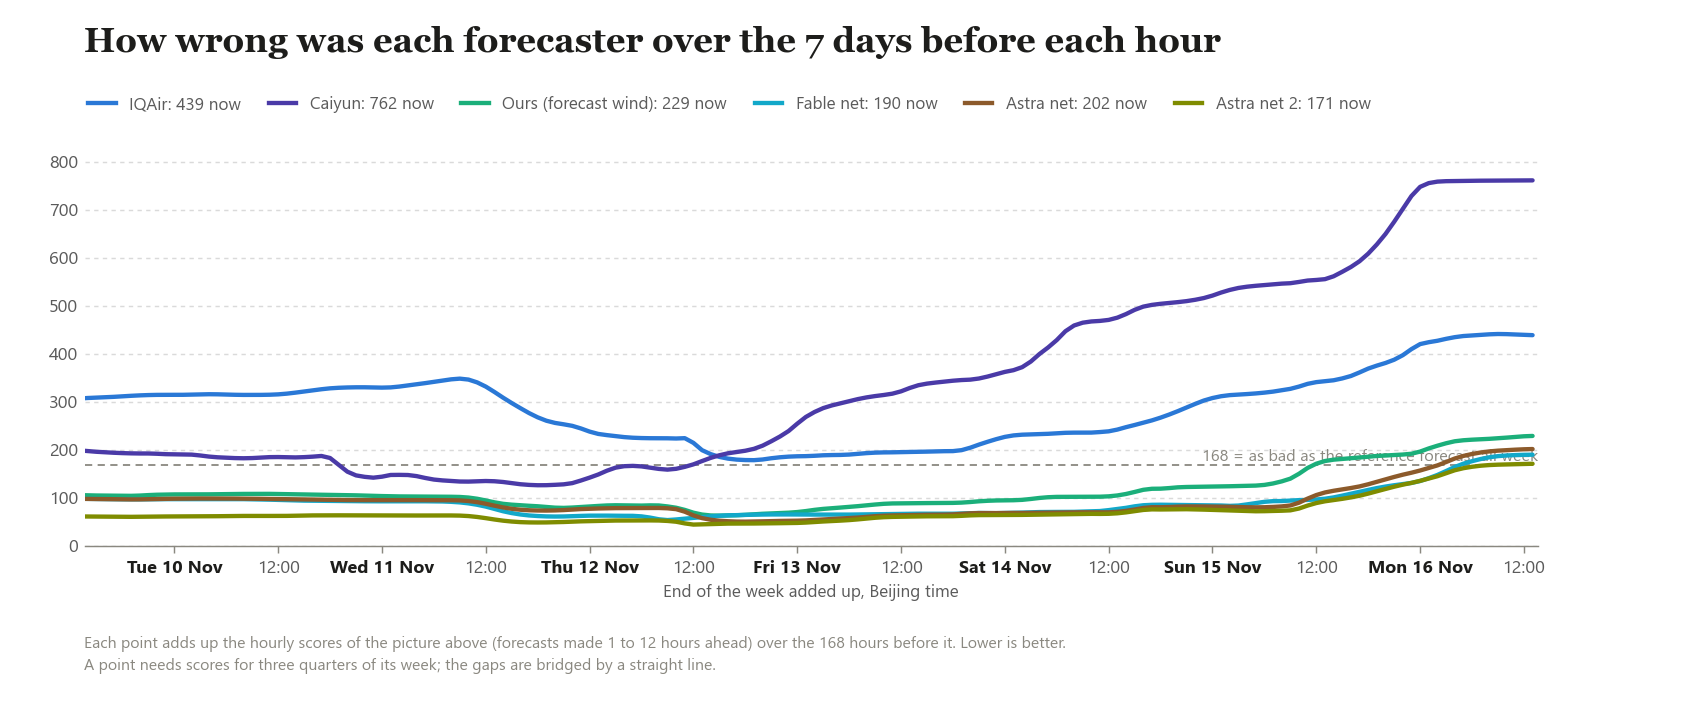 How wrong was each forecaster over the 7 days before each hour
IQAir: 439 now Caiyun: 762 now Ours (forecast wind): 229 now Fable net: 190 now Astra net: 202 now Astra net 2: 171 now
800
700
600
500
400
300
200
168 = as bad as the reference forecast all week
100
0
Tue 10 Nov 12:00 Wed 11 Nov 12:00 Thu 12 Nov 12:00 Fri 13 Nov 12:00 Sat 14 Nov 12:00 Sun 15 Nov 12:00 Mon 16 Nov 12:00
End of the week added up, Beijing time
Each point adds up the hourly scores of the picture above (forecasts made 1 to 12 hours ahead) over the 168 hours before it. Lower is better.
A point needs scores for three quarters of its week; the gaps are bridged by a straight line.